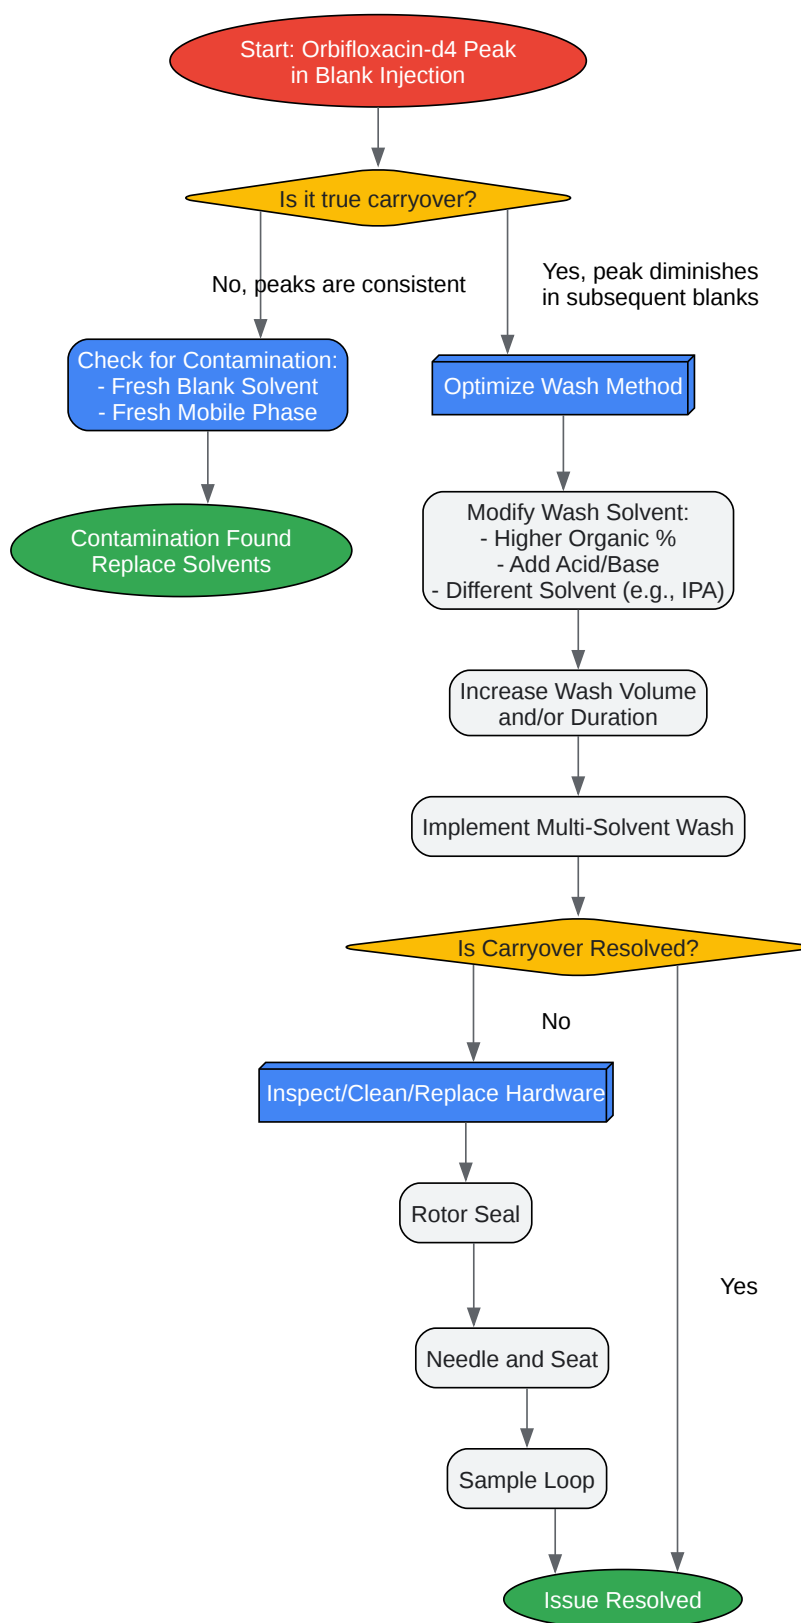 Start: Orbifloxacin-d4 Peak
in Blank Injection
Is it true carryover?
No, peaks are consistent
Yes, peak diminishes
in subsequent blanks
Check for Contamination:
- Fresh Blank Solvent
- Fresh Mobile Phase
Optimize Wash Method
Contamination Found
Replace Solvents
Modify Wash Solvent:
- Higher Organic %
- Add Acid/Base
- Different Solvent (e.g., IPA)
Increase Wash Volume
and/or Duration
Implement Multi-Solvent Wash
Is Carryover Resolved?
No
Inspect/Clean/Replace Hardware
Rotor Seal
Yes
Needle and Seat
Sample Loop
Issue Resolved